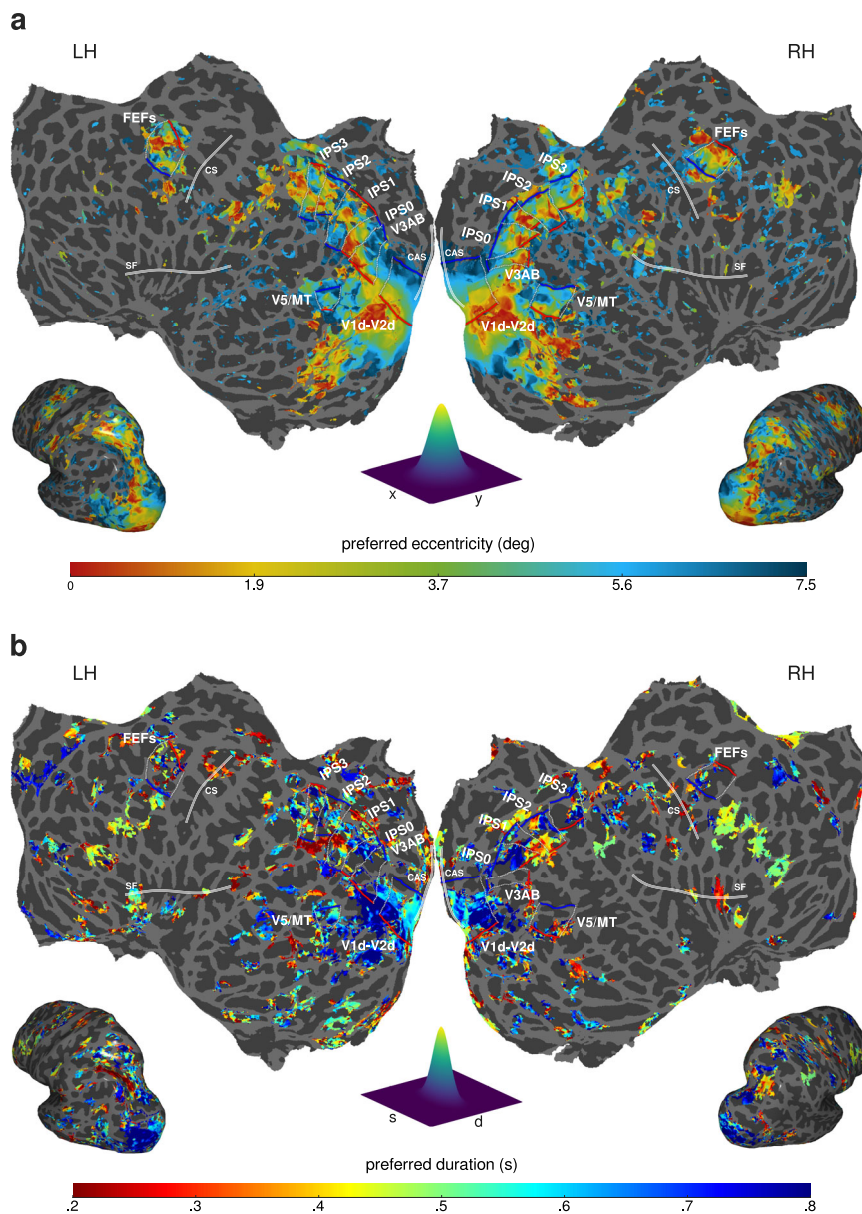 a
LH
RH
FEFs
CS
IPS3
IPS2
IPS1
IPS0
V3AB
CAS
SF
V5/MT
V1d-V2d
IPS3
IPS2
IPS1
IPS0
CAS
V3AB
V5/MT
V1d-V2d
FEFs
CS
SF
x
y
preferred eccentricity (deg)
0 1.9 3.7 5.6 7.5
b
LH
RH
FEFs
CS
IPS3
IPS2
IPS1
IPS0
V3AB
CAS
SF
V5/MT
V1d-V2d
IPS3
IPS2
IPS1
IPS0
CAS
V3AB
V5/MT
V1d-V2d
FEFs
CS
SF
s
d
preferred duration (s)
.2 .3 .4 .5 .6 .7 .8